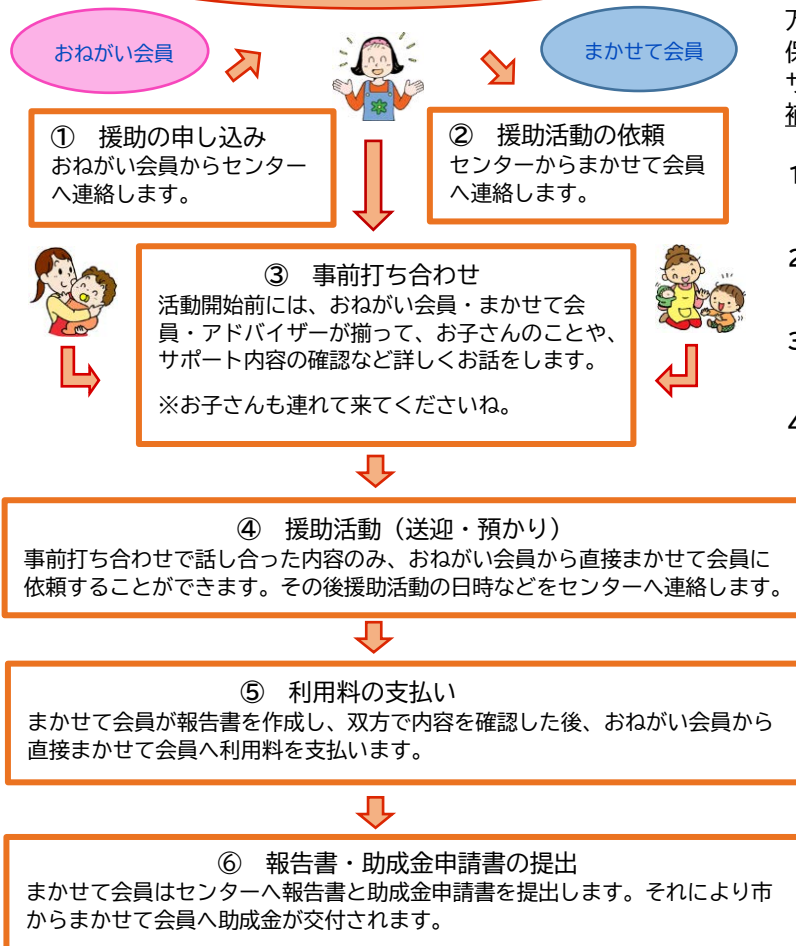 おねがい会員
まかせて会員
① 援助の申し込み
おねがい会員からセンター
へ連絡します。
② 援助活動の依頼
センターからまかせて会員
へ連絡します。
③ 事前打ち合わせ
活動開始前には、おねがい会員・まかせて会
員・アドバイザーが揃って、お子さんのことや、
サポート内容の確認など詳しくお話をします。
※お子さんも連れて来てくださいね。
④ 援助活動（送迎・預かり）
事前打ち合わせで話し合った内容のみ、おねがい会員から直接まかせて会員に
依頼することができます。その後援助活動の日時などをセンターへ連絡します。
⑤ 利用料の支払い
まかせて会員が報告書を作成し、双方で内容を確認した後、おねがい会員から
直接まかせて会員へ利用料を支払います。
⑥ 報告書・助成金申請書の提出
まかせて会員はセンターへ報告書と助成金申請書を提出します。それにより市
からまかせて会員へ助成金が交付されます。